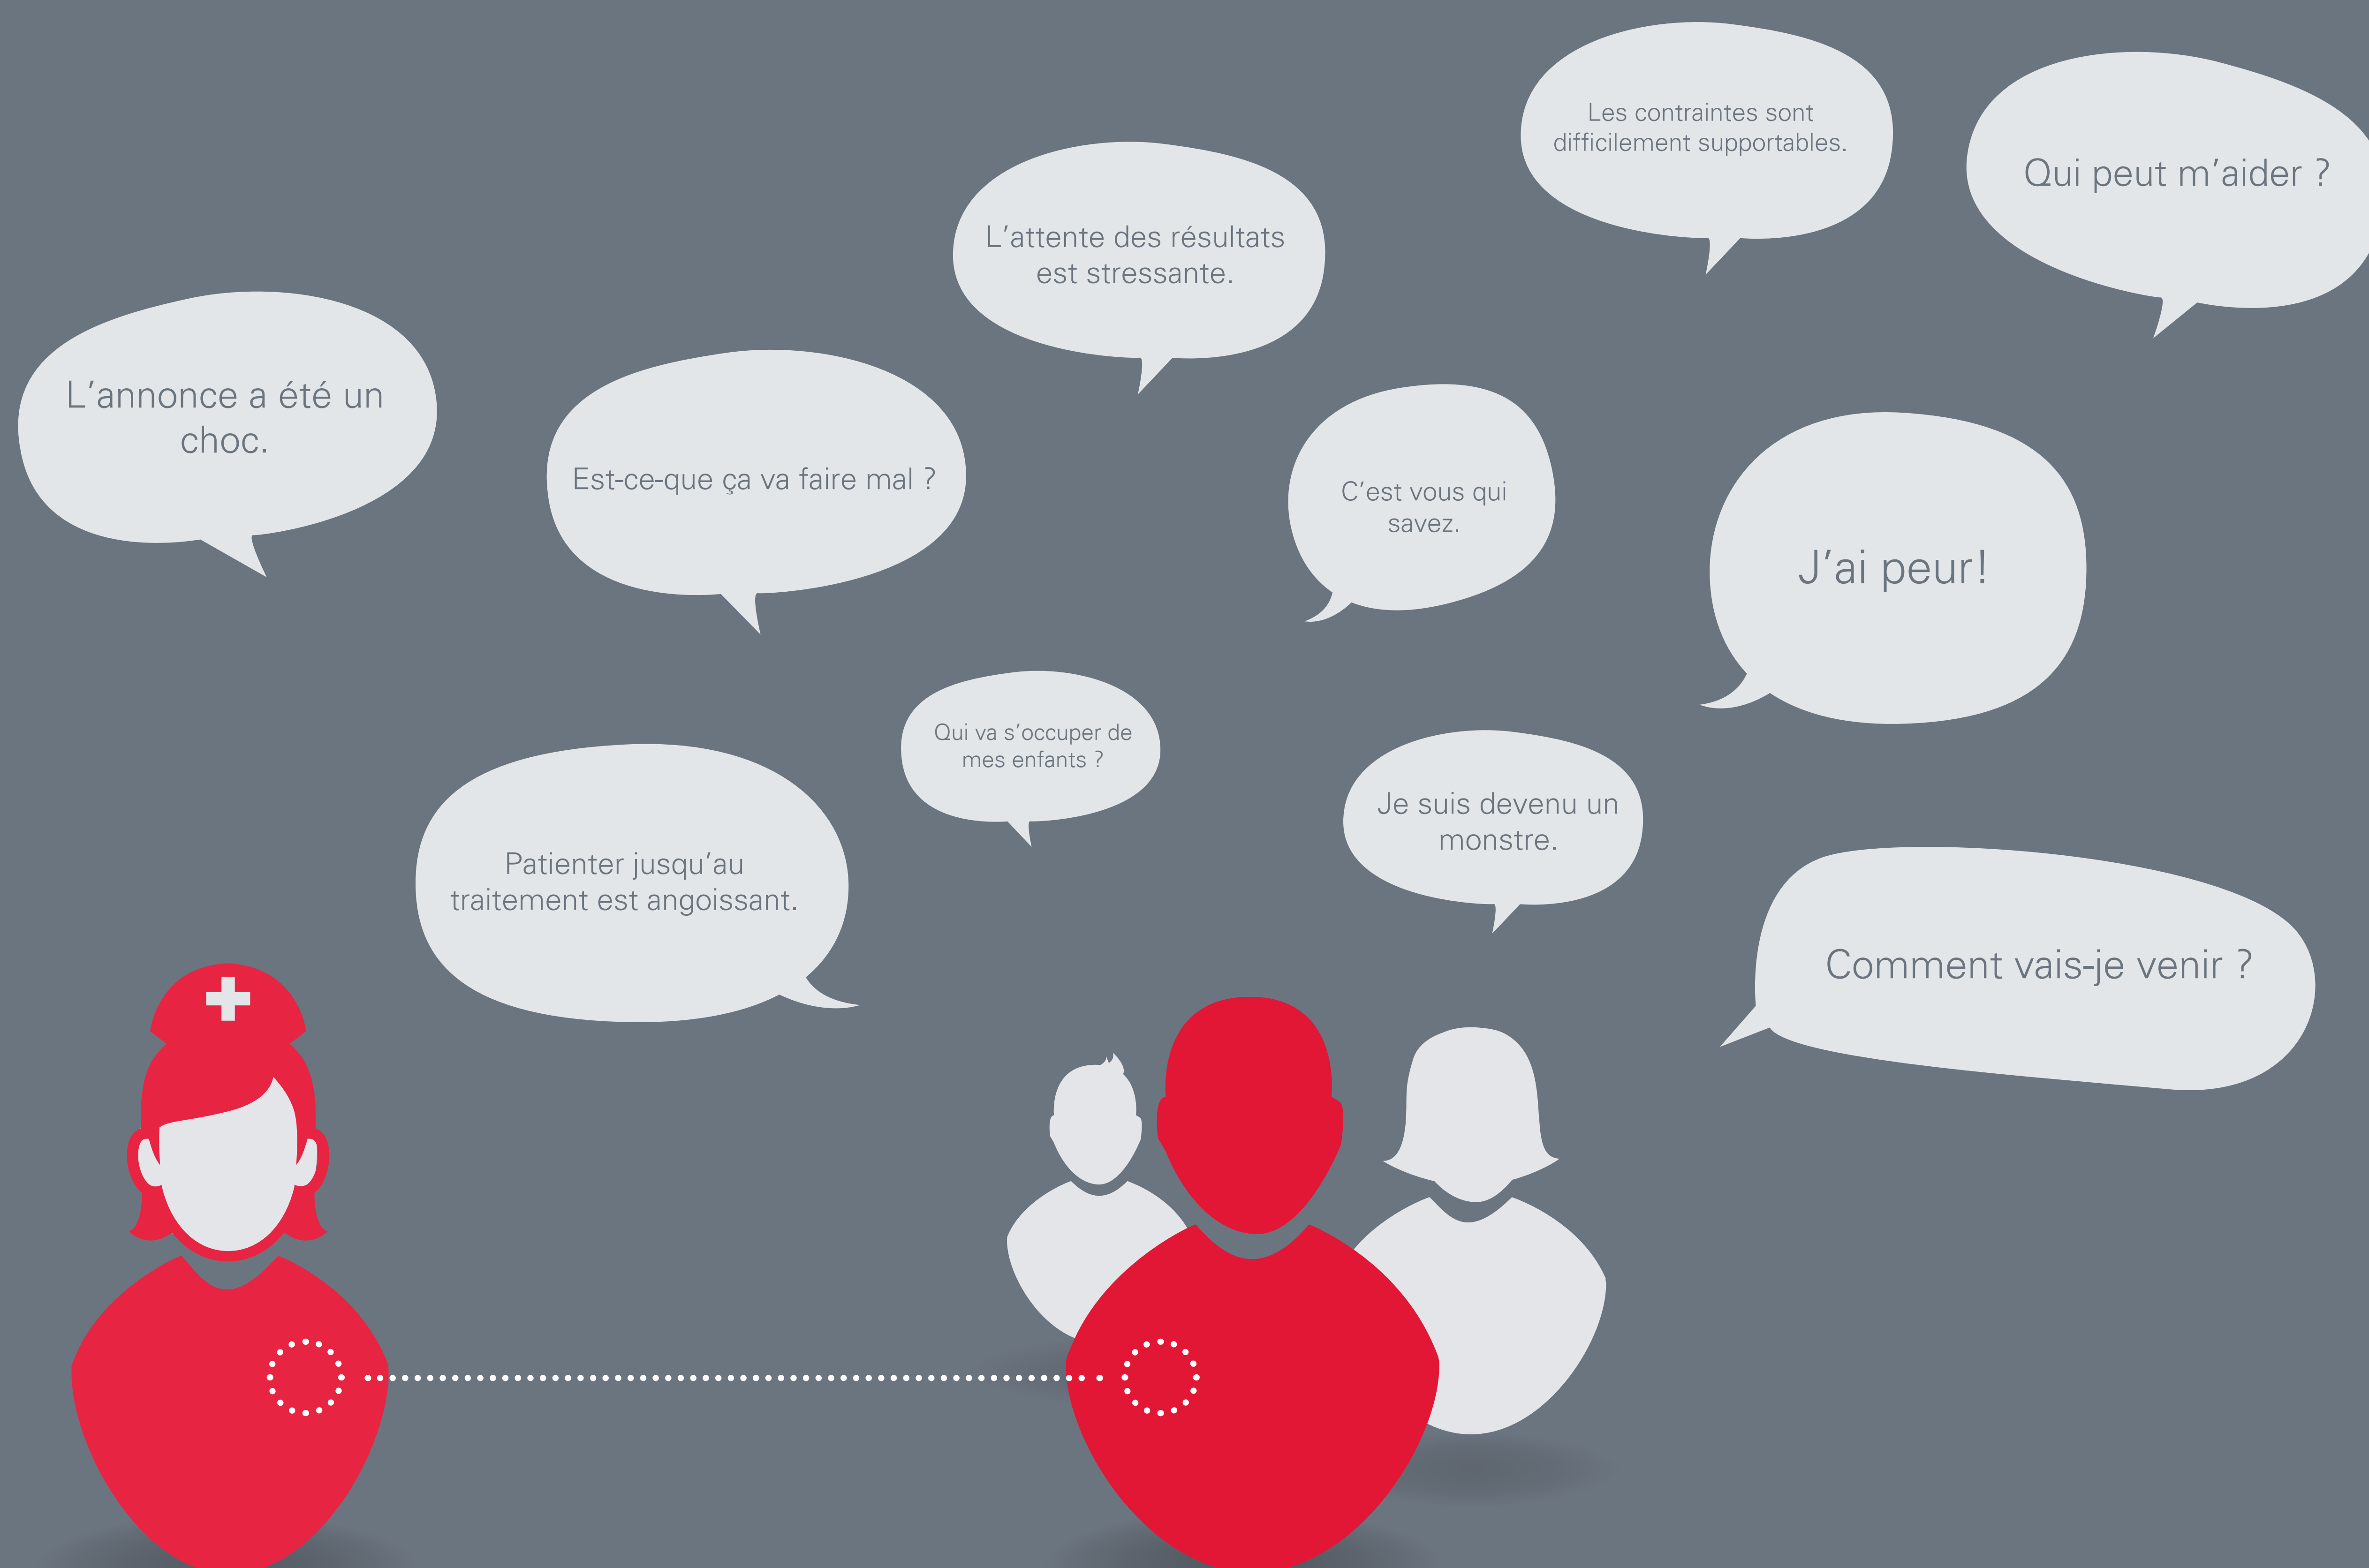 Les contraintes sont
difficilement supportables.
Qui peut m’aider ?
L’attente des résultats
est stressante.
L’annonce a été un
choc.
Est-ce-que ça va faire mal ?
C’est vous qui
savez.
J’ai peur!
Qui va s’occuper de
mes enfants ?
Je suis devenu un
monstre.
Patienter jusqu’au
traitement est angoissant.
Comment vais-je venir ?